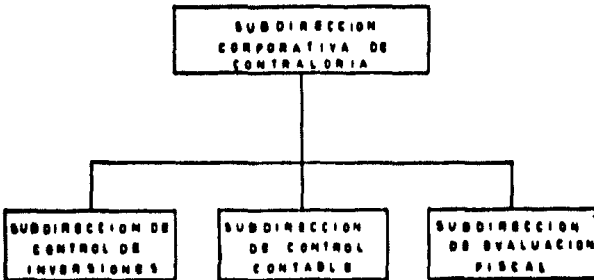 SUBDIRECCION
CORPORATIVA DE
CONTRALORIA
SUBDIRECCION DE
CONTROL DE
INVERSIONES
SUBDIRECCION
DE CONTROL
CONTABLE
SUBDIRECCION
DE EVALUACION
FISCAL